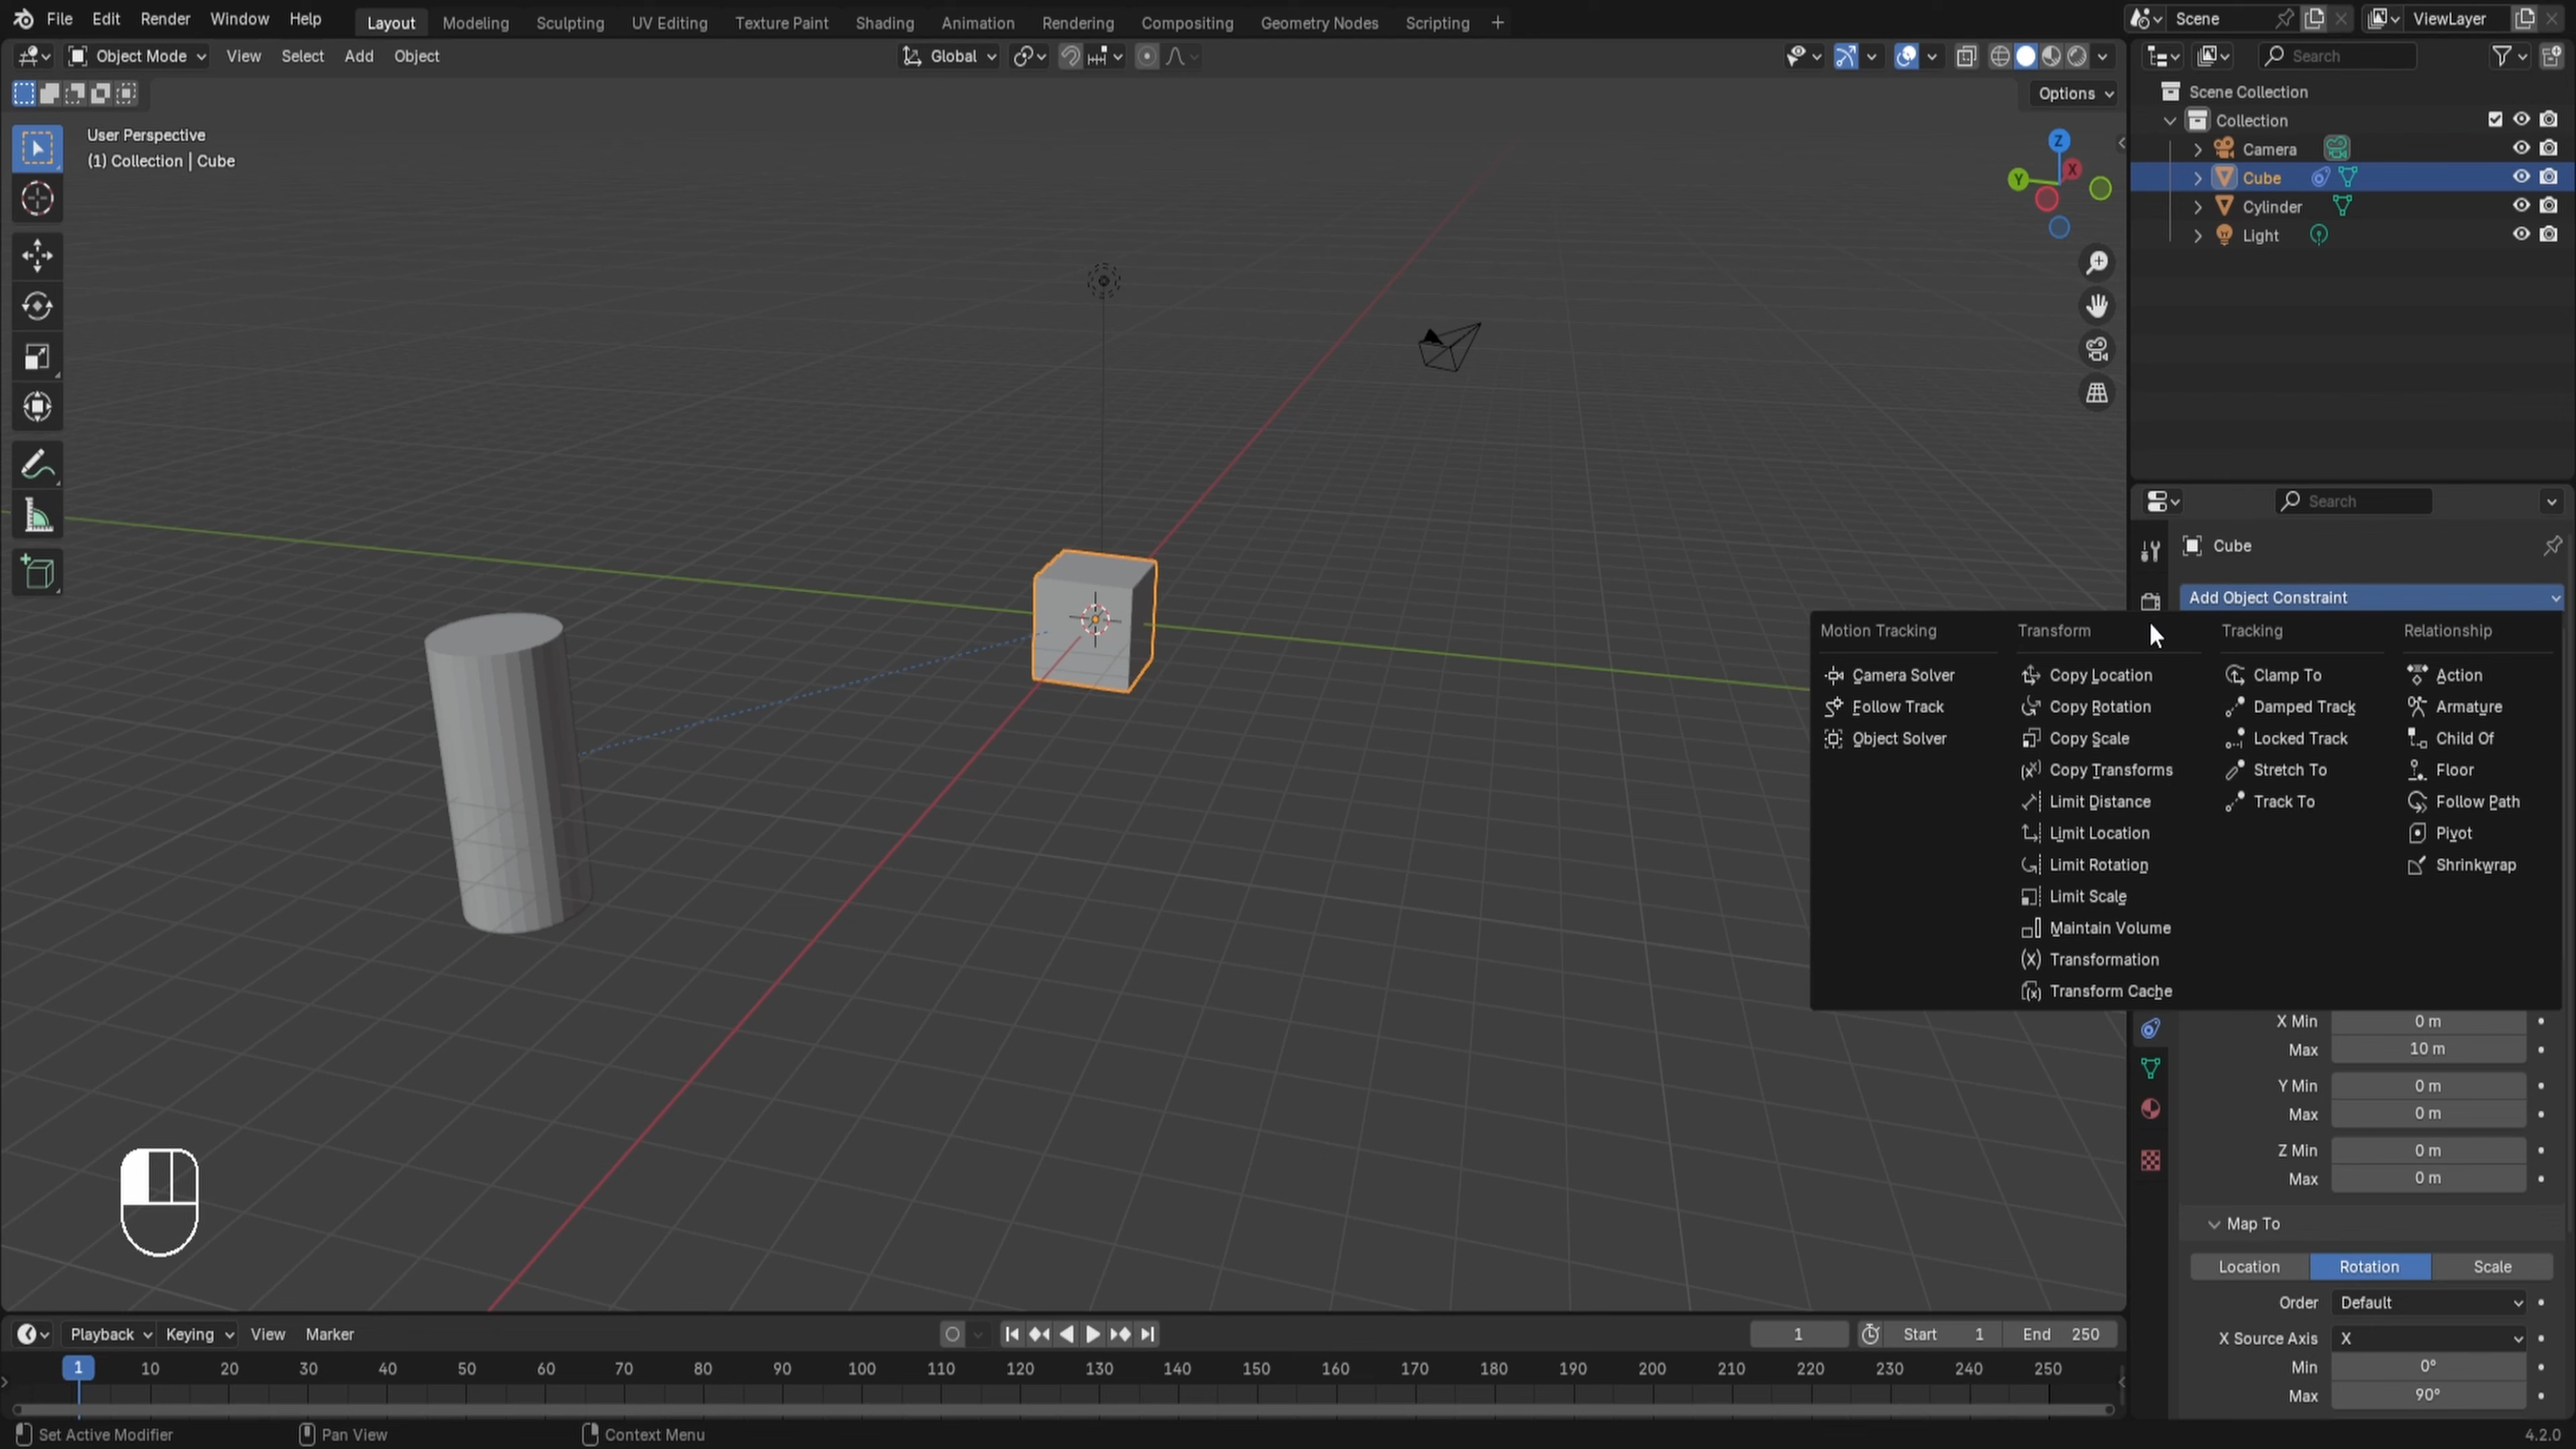 File Edit Render Window Help Layout Modeling Sculpting UV Editing Texture Paint Shading Animation Rendering Compositing Geometry Nodes Scripting + Scene ViewLayer
Object Mode View Select Add Object Global Search
Options
User Perspective
(1) Collection | Cube
Z
X
Y
Scene Collection
Collection
Camera
Cube
Cylinder
Light
Search
Cube
Add Object Constraint
Motion Tracking Transform Tracking Relationship
Camera Solver Copy Location Clamp To Action
Follow Track Copy Rotation Damped Track Armature
Object Solver Copy Scale Locked Track Child Of
Copy Transforms Stretch To Floor
Limit Distance Track To Follow Path
Limit Location Pivot
Limit Rotation Shrinkwrap
Limit Scale
Maintain Volume
Transformation
Transform Cache
X Min 0 m
Max 10 m
Y Min 0 m
Max 0 m
Z Min 0 m
Max 0 m
Map To
Location Rotation Scale
Order Default
X Source Axis X
Min 0°
Max 90°
Playback Keying View Marker 1 Start 1 End 250
1 10 20 30 40 50 60 70 80 90 100 110 120 130 140 150 160 170 180 190 200 210 220 230 240 250
Set Active Modifier Pan View Context Menu 4.2.0